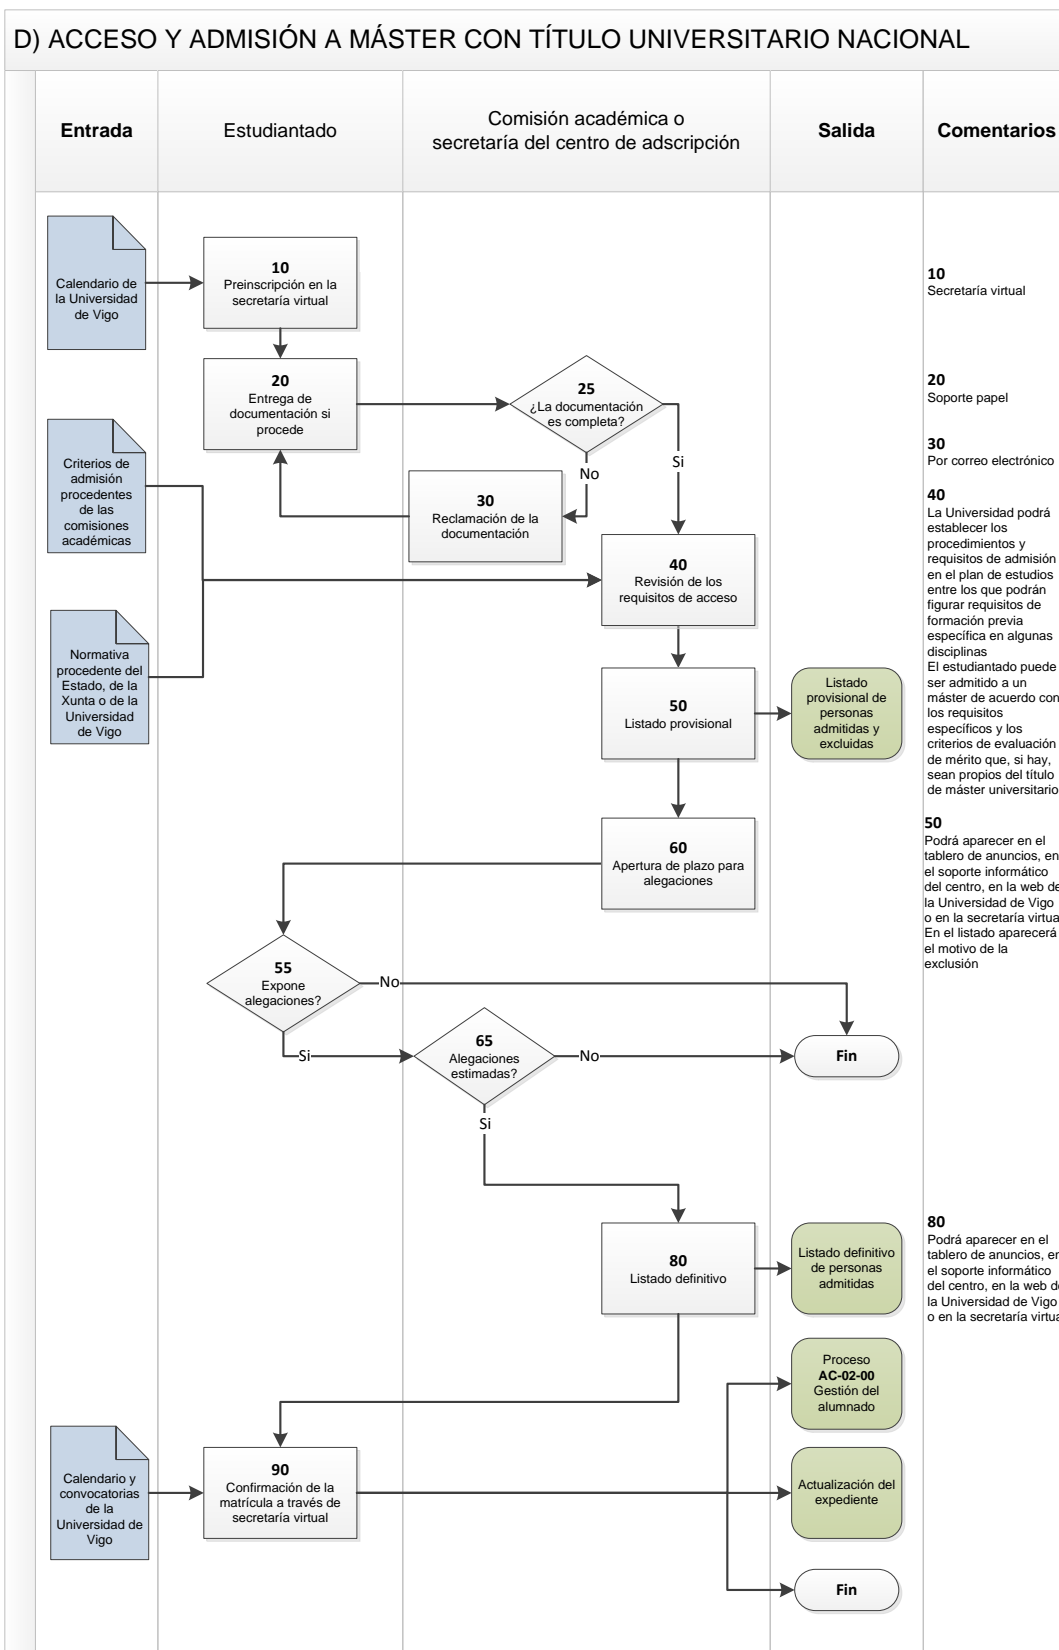 D) ACCESO Y ADMISIÓN A MÁSTER CON TÍTULO UNIVERSITARIO NACIONAL
Entrada
Estudiantado
Comisión académica o
secretaría del centro de adscripción
Salida
Comentarios
Calendario de
la Universidad
de Vigo
10
Preinscripción en la
secretaría virtual
10
Secretaría virtual
20
Entrega de
documentación si
procede
25
¿La documentación
es completa?
20
Soporte papel
Criterios de
admisión
procedentes
de las
comisiones
académicas
No
Si
30
Reclamación de la
documentación
30
Por correo electrónico
40
Revisión de los
requisitos de acceso
40
La Universidad podrá
establecer los
procedimientos y
requisitos de admisión
en el plan de estudios
entre los que podrán
figurar requisitos de
formación previa
específica en algunas
disciplinas
El estudiantado puede
ser admitido a un
máster de acuerdo con
los requisitos
específicos y los
criterios de evaluación
de mérito que, si hay,
sean propios del título
de máster universitario
Normativa
procedente del
Estado, de la
Xunta o de la
Universidad
de Vigo
50
Listado provisional
Listado
provisional de
personas
admitidas y
excluidas
60
Apertura de plazo para
alegaciones
50
Podrá aparecer en el
tablero de anuncios, en
el soporte informático
del centro, en la web de
la Universidad de Vigo
o en la secretaría virtua
En el listado aparecerá
el motivo de la
exclusión
55
Expone
alegaciones?
No
Si
65
Alegaciones
estimadas?
No
Fin
Si
80
Listado definitivo
Listado definitivo
de personas
admitidas
80
Podrá aparecer en el
tablero de anuncios, en
el soporte informático
del centro, en la web de
la Universidad de Vigo
o en la secretaría virtua
Proceso
AC-02-00
Gestión del
alumnado
Calendario y
convocatorias
de la
Universidad de
Vigo
90
Confirmación de la
matrícula a través de
secretaría virtual
Actualización del
expediente
Fin